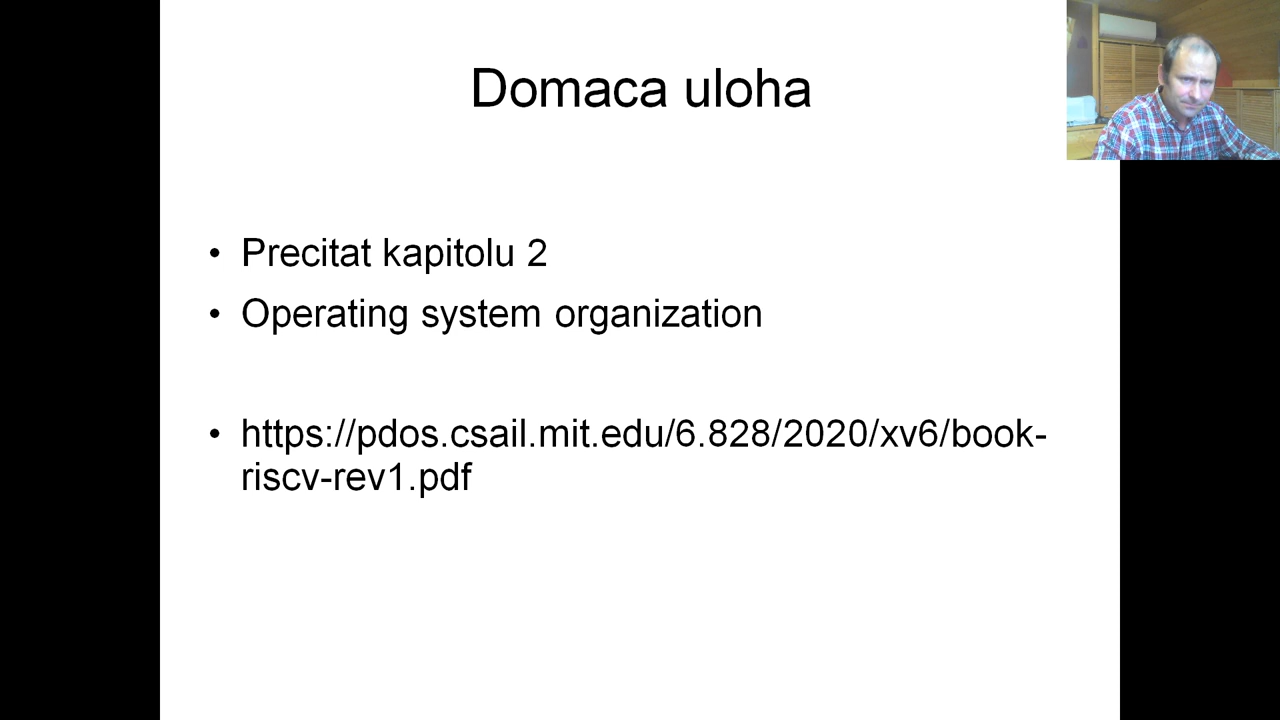 Domaca uloha
• Precitat kapitolu 2
• Operating system organization
• https://pdos.csail.mit.edu/6.828/2020/xv6/book-
riscv-rev1.pdf